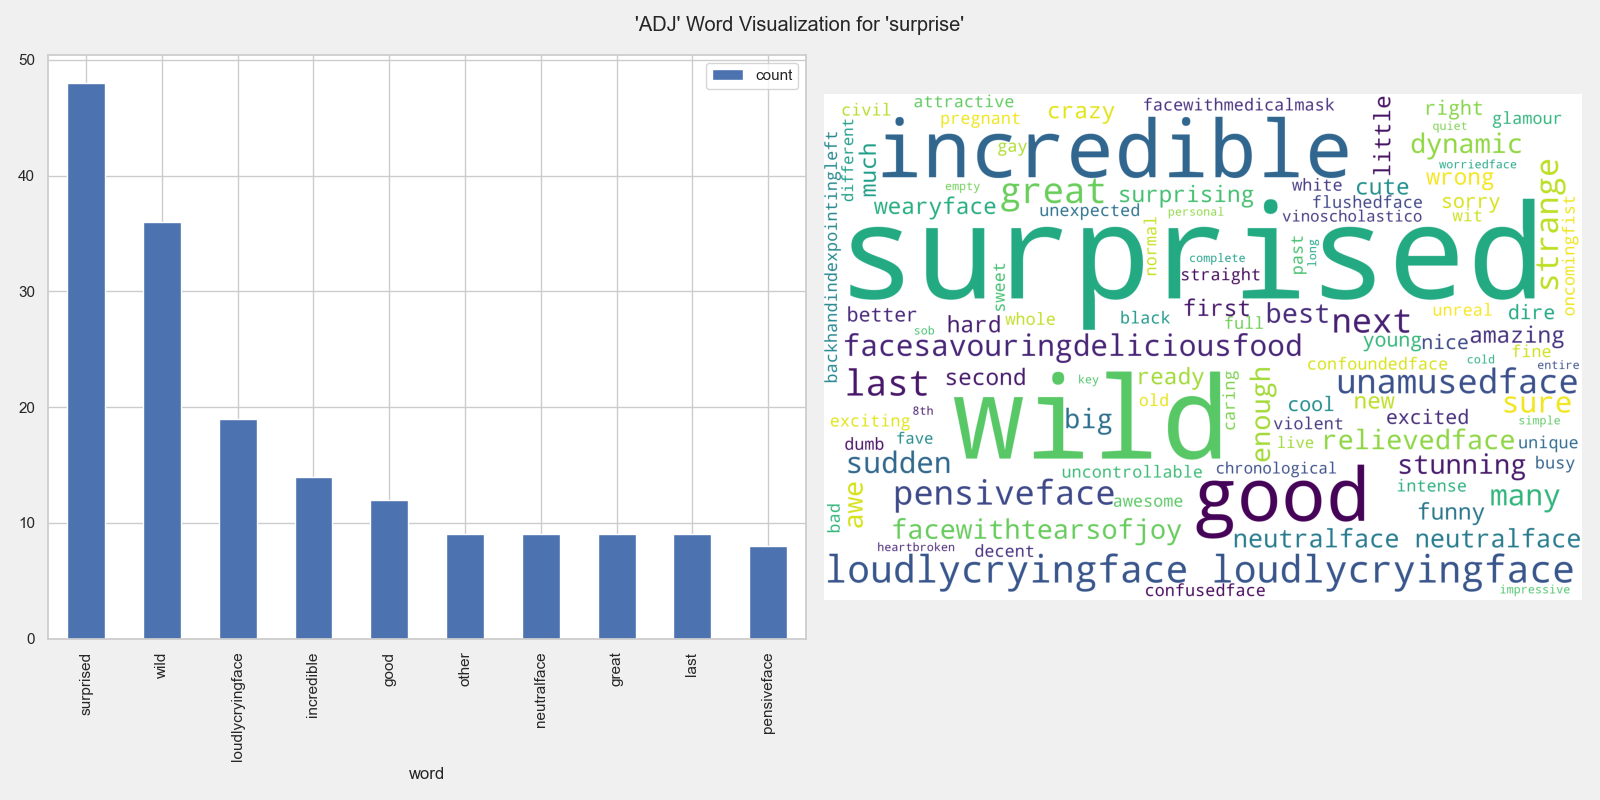 'ADJ' Word Visualization for 'surprise'
50
40
30
20
10
0
count
surprised
wild
loudlycryingface
incredible
good
other
neutralface
great
last
pensiveface
word
civil
attractive
pregnant
crazy
facewithmedicalmask
little
right
quiet
glamour
different
much
incredible
gay
dynamic
worriedface
backhandindexpointingleft
empty
great
surprising
white
cute
wrong
strange
wearyface
unexpected
personal
flushedface
vinoscholastico
sorry
wit
oncomingfist
surprised
normal
complete
straight
past
long
sweet
better
sob
hard
whole
black
first
full
best
next
unreal
dire
facesavouringdeliciousfood
young
nice
amazing
fine
last
second
key
ready
confoundedface
cold
entire
wild
caring
enough
unamusedface
exciting
8th
big
old
cool
new
excited
sure
simple
dumb
fave
violent
live
relievedface
unique
sudden
uncontrollable
chronological
stunning
busy
awe
pensiveface
awesome
good
intense
many
bad
facewithtearsofjoy
funny
heartbroken
decent
neutralface neutralface
loudlycryingface loudlycryingface
confusedface
impressive